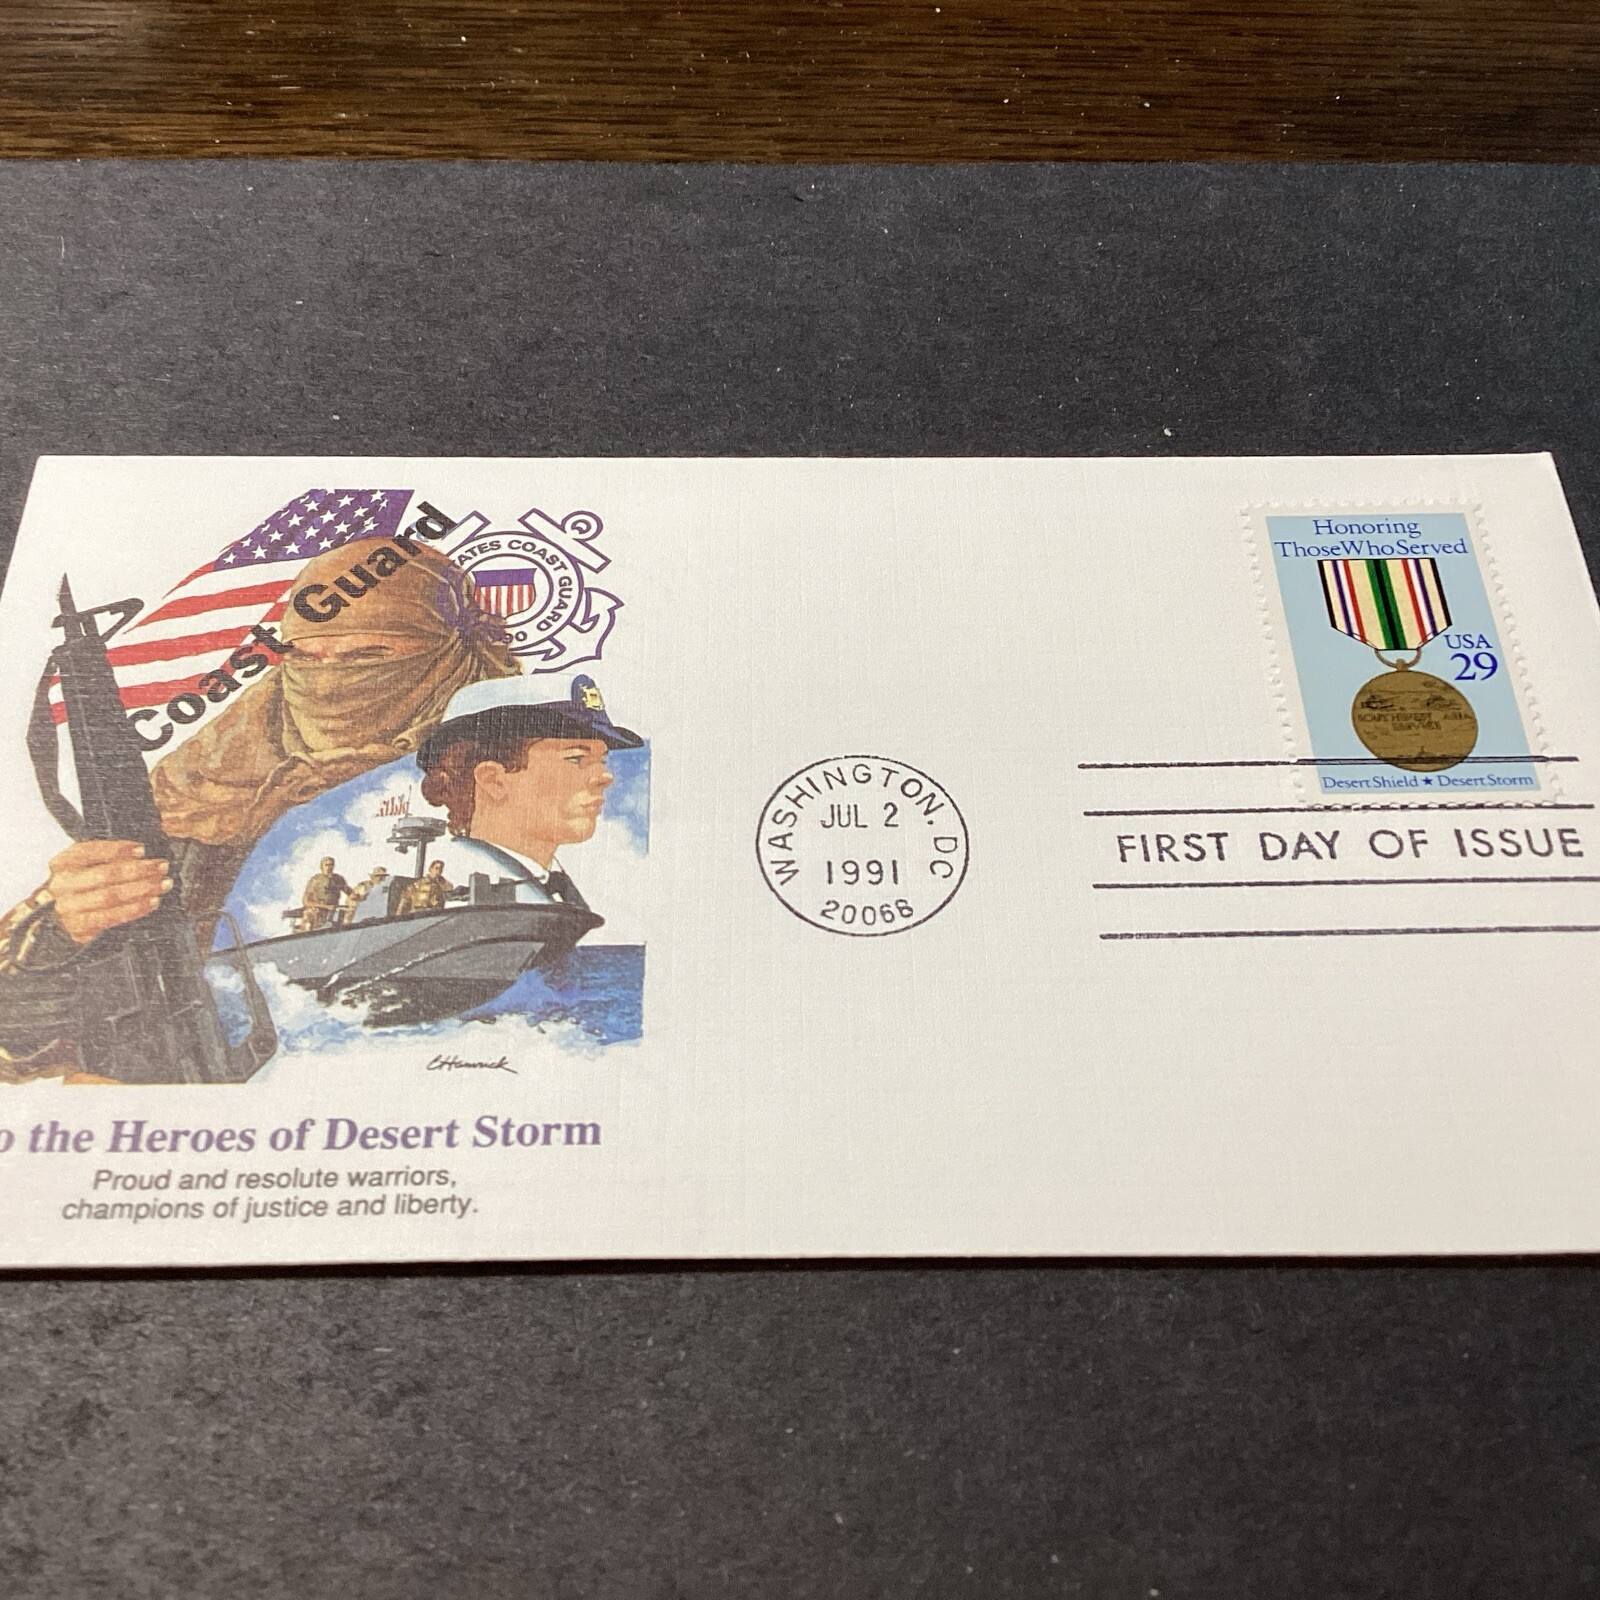 Coast Guard
ATES COAST GUARD
o the Heroes of Desert Storm
Proud and resolute warriors,
champions of justice and liberty.
CHamrick
WASHINGTON, DC
JUL 2
1991
20066
Honoring
Those Who Served
USA
29
Desert Shield ★ Desert Storm
FIRST DAY OF ISSUE